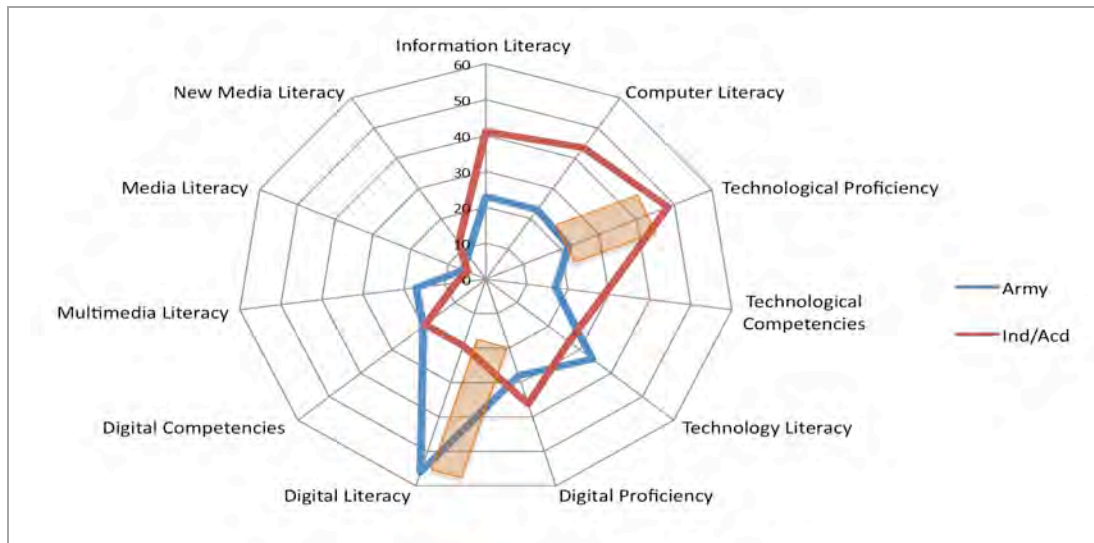 Information Literacy
60
New Media Literacy
Computer Literacy
50
40
Media Literacy
Technological Proficiency
30
20
10
0
Army
Multimedia Literacy
Technological
Competencies
Ind/Acd
Digital Competencies
Technology Literacy
Digital Literacy
Digital Proficiency